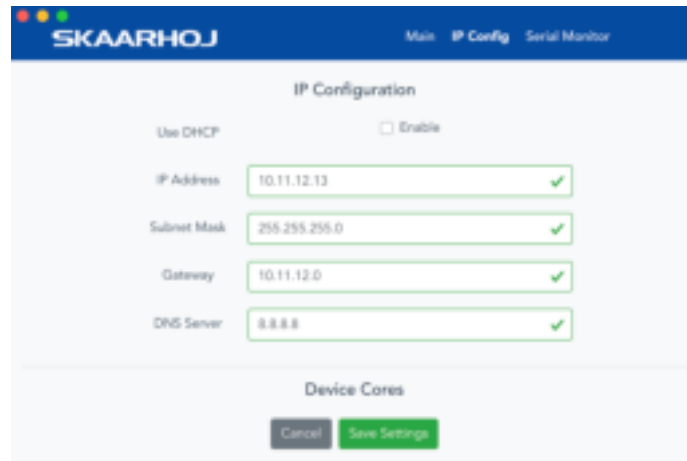 SKAARHOJ
Main IP Config Serial Monitor
IP Configuration
Use DHCP Enable
IP Address 10.11.12.13
Subnet Mask 255.255.255.0
Gateway 10.11.12.0
DNS Server 8.8.8.8
Device Cores
Cancel Save Settings